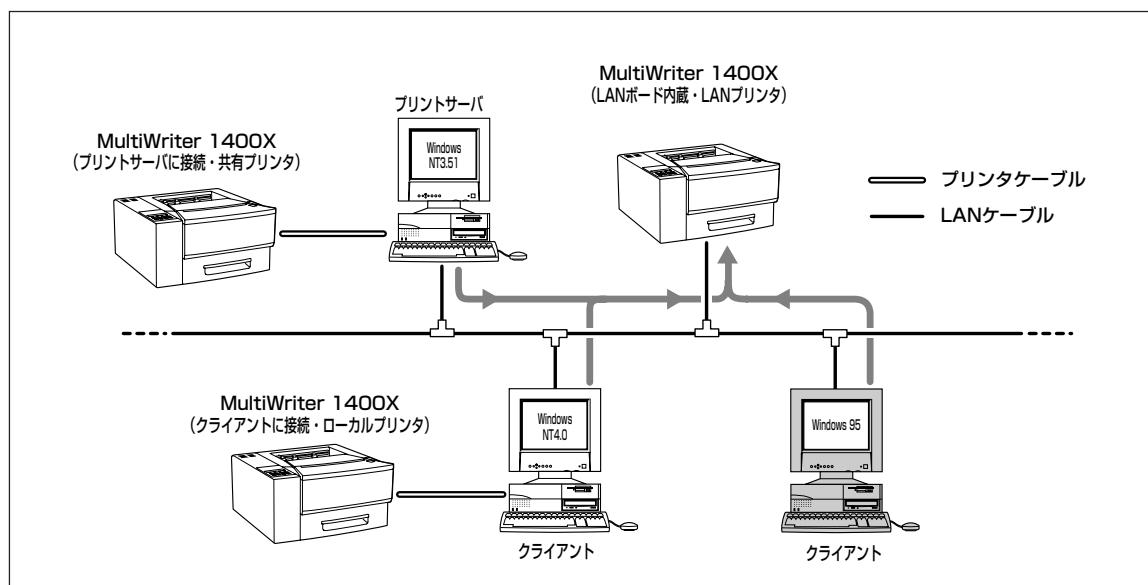 MultiWriter 1400X
（LANボード内蔵・LANプリンタ）
プリントサーバ
Windows
NT3.51
MultiWriter 1400X
（プリントサーバに接続・共有プリンタ）
プリンタケーブル
LANケーブル
MultiWriter 1400X
（クライアントに接続・ローカルプリンタ）
Windows
NT4.0
Windows 95
クライアント
クライアント